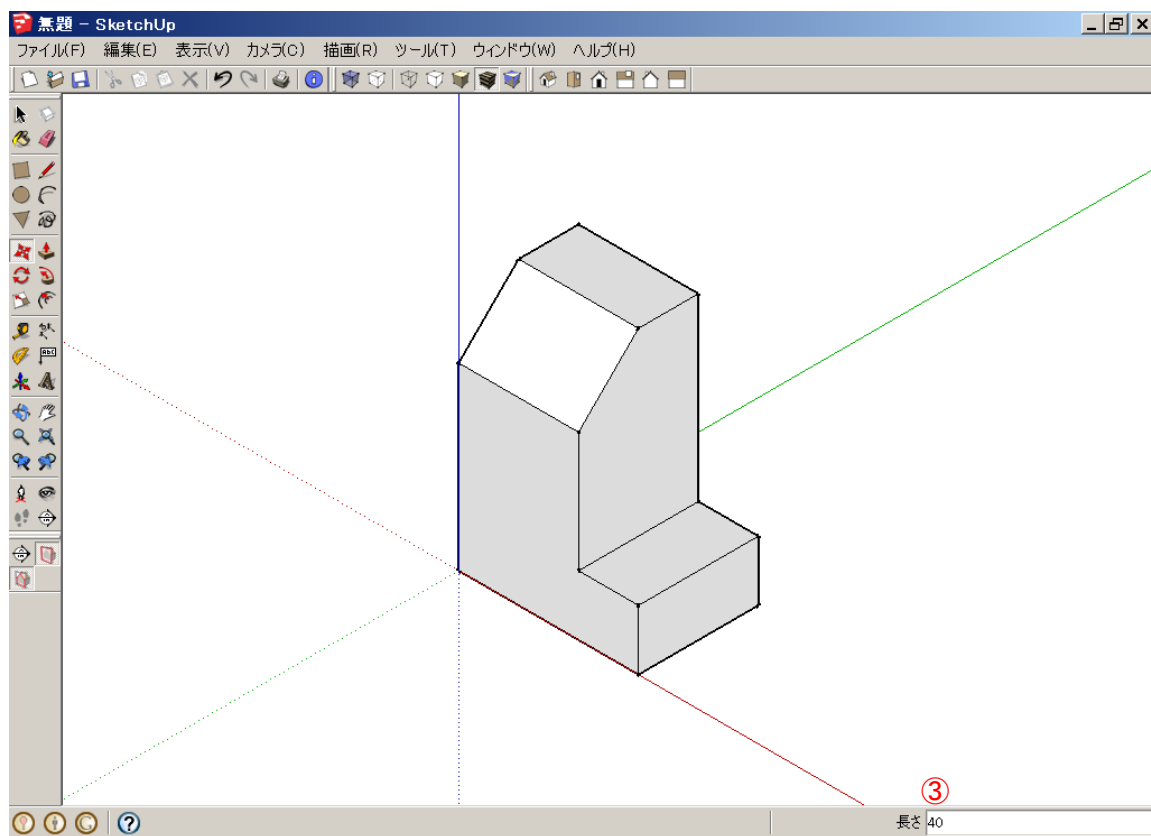 無題 – SketchUp
ファイル(F) 編集(E) 表示(V) カメラ(C) 描画(R) ツール(T) ウィンドウ(W) ヘルプ(H)
③
長さ 40